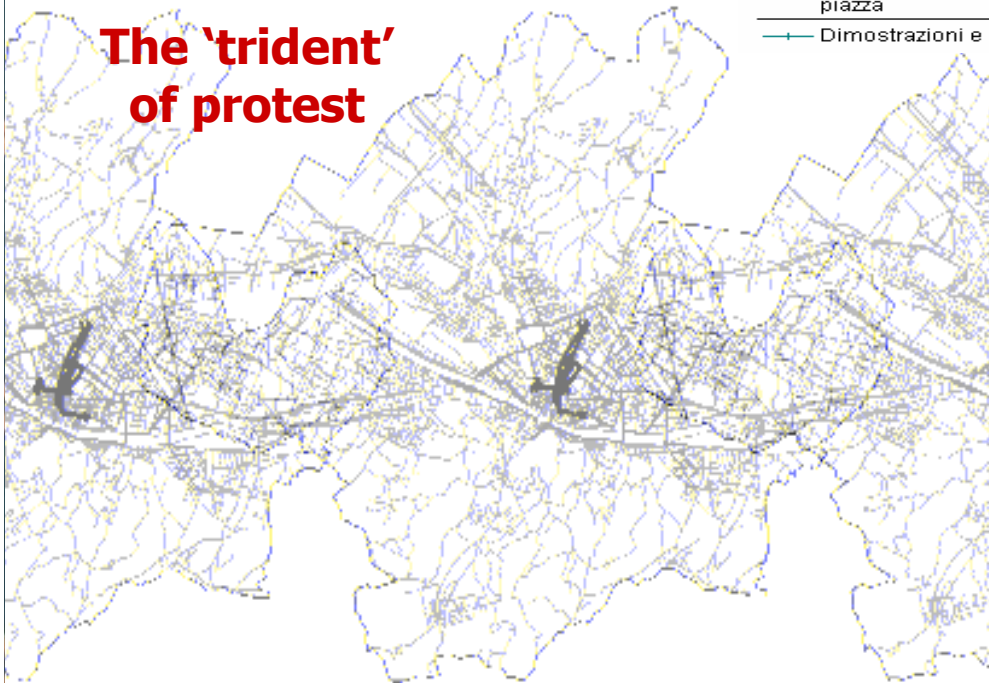 The ‘trident’
of protest
piazza
Dimostrazioni e